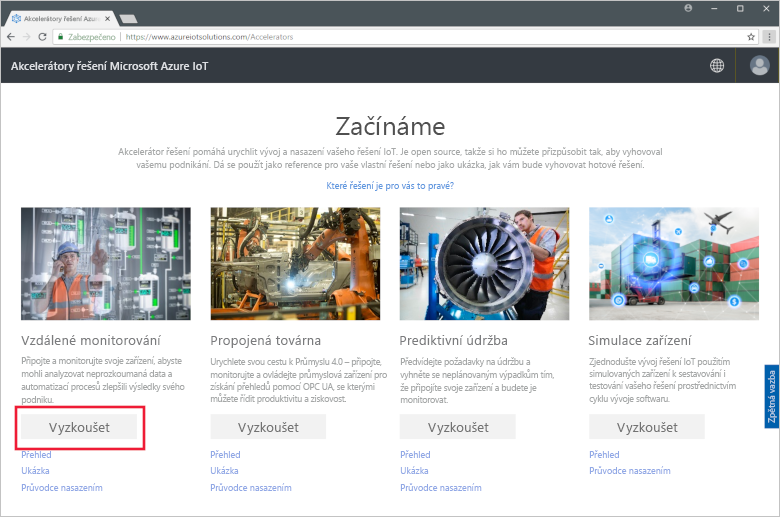 Akcelerátory řešení Azure
Zabezpečeno | https://www.azureiotsolutions.com/Accelerators
Akcelerátory řešení Microsoft Azure IoT
Začínáme
Akcelerátor řešení pomáhá urychlit vývoj a nasazení vašeho řešení IoT. Je open source, takže si ho můžete přizpůsobit tak, aby vyhovoval
vašemu podnikání. Dá se použít jako reference pro vaše vlastní řešení nebo jako ukázka, jak vám bude vyhovovat hotové řešení.
Které řešení je pro vás to pravé?
Vzdálené monitorování
Připojte a monitorujte svoje zařízení, abyste
mohli analyzovat neprozkoumaná data a
automatizací procesů zlepšili výsledky svého
podniku.
Vyzkoušet
Přehled
Ukázka
Průvodce nasazením
Propojená továrna
Urychlete svou cestu k Průmyslu 4.0 – připojte,
monitorujte a ovládejte průmyslová zařízení pro
získání přehledů pomocí OPC UA, se kterými
můžete řídit produktivitu a ziskovost.
Vyzkoušet
Přehled
Ukázka
Průvodce nasazením
Prediktivní údržba
Předvídejte požadavky na údržbu a
vyhněte se neplánovaným výpadkům tím,
že připojíte svoje zařízení a budete je
monitorovat.
Vyzkoušet
Přehled
Ukázka
Průvodce nasazením
Simulace zařízení
Zjednodušte vývoj řešení IoT použitím
simulovaných zařízení k sestavování i
testování vašeho řešení prostřednictvím
cyklu vývoje softwaru.
Vyzkoušet
Přehled
Průvodce nasazením
Zpětná vazba